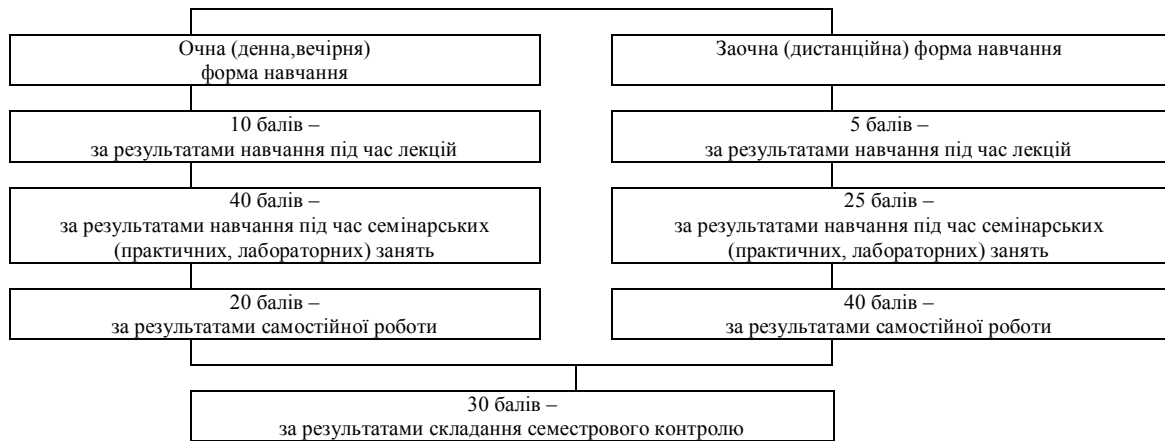 Очна (денна,вечірня)
форма навчання
Заочна (дистанційна) форма навчання
10 балів –
за результатами навчання під час лекцій
5 балів –
за результатами навчання під час лекцій
40 балів –
за результатами навчання під час семінарських
(практичних, лабораторних) занять
25 балів –
за результатами навчання під час семінарських
(практичних, лабораторних) занять
20 балів –
за результатами самостійної роботи
40 балів –
за результатами самостійної роботи
30 балів –
за результатами складання семестрового контролю